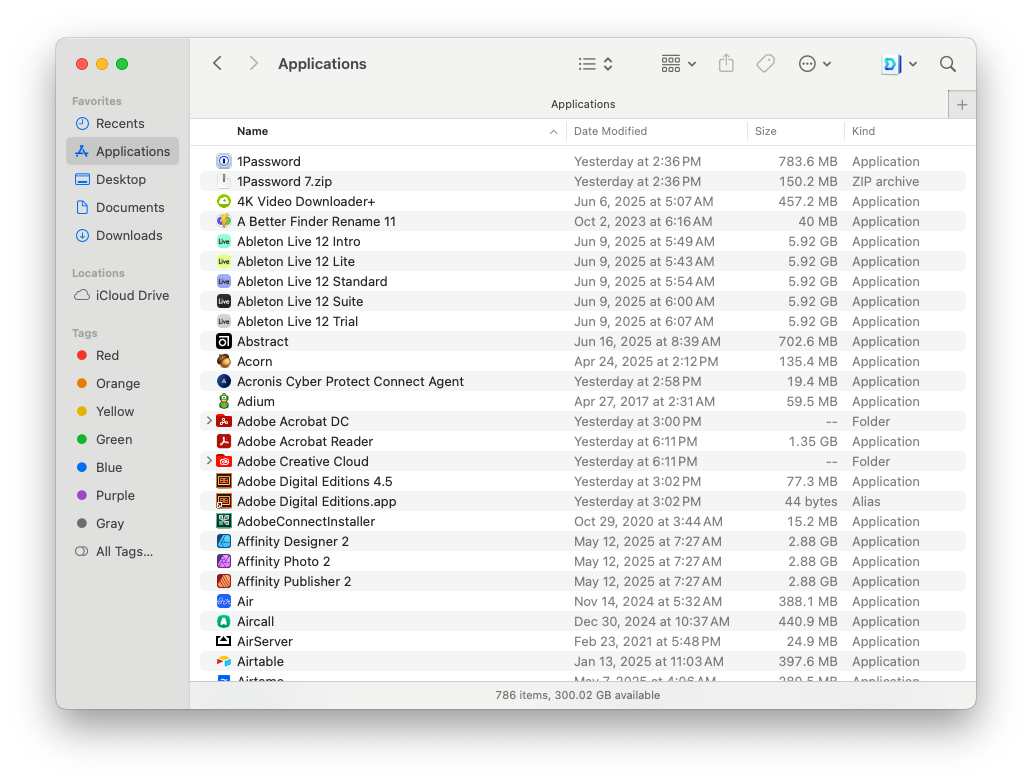 Applications
Applications
Favorites
Recents
Applications
Desktop
Documents
Downloads
Locations
iCloud Drive
Tags
Red
Orange
Yellow
Green
Blue
Purple
Gray
All Tags...
Name Date Modified Size Kind
1Password Yesterday at 2:36 PM 783.6 MB Application
1Password 7.zip Yesterday at 2:36 PM 150.2 MB ZIP archive
4K Video Downloader+ Jun 6, 2025 at 5:07 AM 457.2 MB Application
A Better Finder Rename 11 Oct 2, 2023 at 6:16 AM 40 MB Application
Live Ableton Live 12 Intro Jun 9, 2025 at 5:49 AM 5.92 GB Application
Live Ableton Live 12 Lite Jun 9, 2025 at 5:43 AM 5.92 GB Application
Live Ableton Live 12 Standard Jun 9, 2025 at 5:54 AM 5.92 GB Application
Live Ableton Live 12 Suite Jun 9, 2025 at 6:00 AM 5.92 GB Application
Live Ableton Live 12 Trial Jun 9, 2025 at 6:07 AM 5.92 GB Application
Abstract Jun 16, 2025 at 8:39 AM 702.6 MB Application
Acorn Apr 24, 2025 at 2:12 PM 135.4 MB Application
Acronis Cyber Protect Connect Agent Yesterday at 2:58 PM 19.4 MB Application
Adium Apr 27, 2017 at 2:31 AM 59.5 MB Application
Adobe Acrobat DC Yesterday at 3:00 PM -- Folder
Adobe Acrobat Reader Yesterday at 6:11 PM 1.35 GB Application
Adobe Creative Cloud Yesterday at 6:11 PM -- Folder
Adobe Digital Editions 4.5 Yesterday at 3:02 PM 77.3 MB Application
Adobe Digital Editions.app Yesterday at 3:02 PM 44 bytes Alias
AdobeConnectInstaller Oct 29, 2020 at 3:44 AM 15.2 MB Application
Affinity Designer 2 May 12, 2025 at 7:27 AM 2.88 GB Application
Affinity Photo 2 May 12, 2025 at 7:27 AM 2.88 GB Application
Affinity Publisher 2 May 12, 2025 at 7:27 AM 2.88 GB Application
Air Nov 14, 2024 at 5:32 AM 388.1 MB Application
Aircall Dec 30, 2024 at 10:37 AM 440.9 MB Application
AirServer Feb 23, 2021 at 5:48 PM 24.9 MB Application
Airtable Jan 13, 2025 at 11:03 AM 397.6 MB Application
786 items, 300.02 GB available